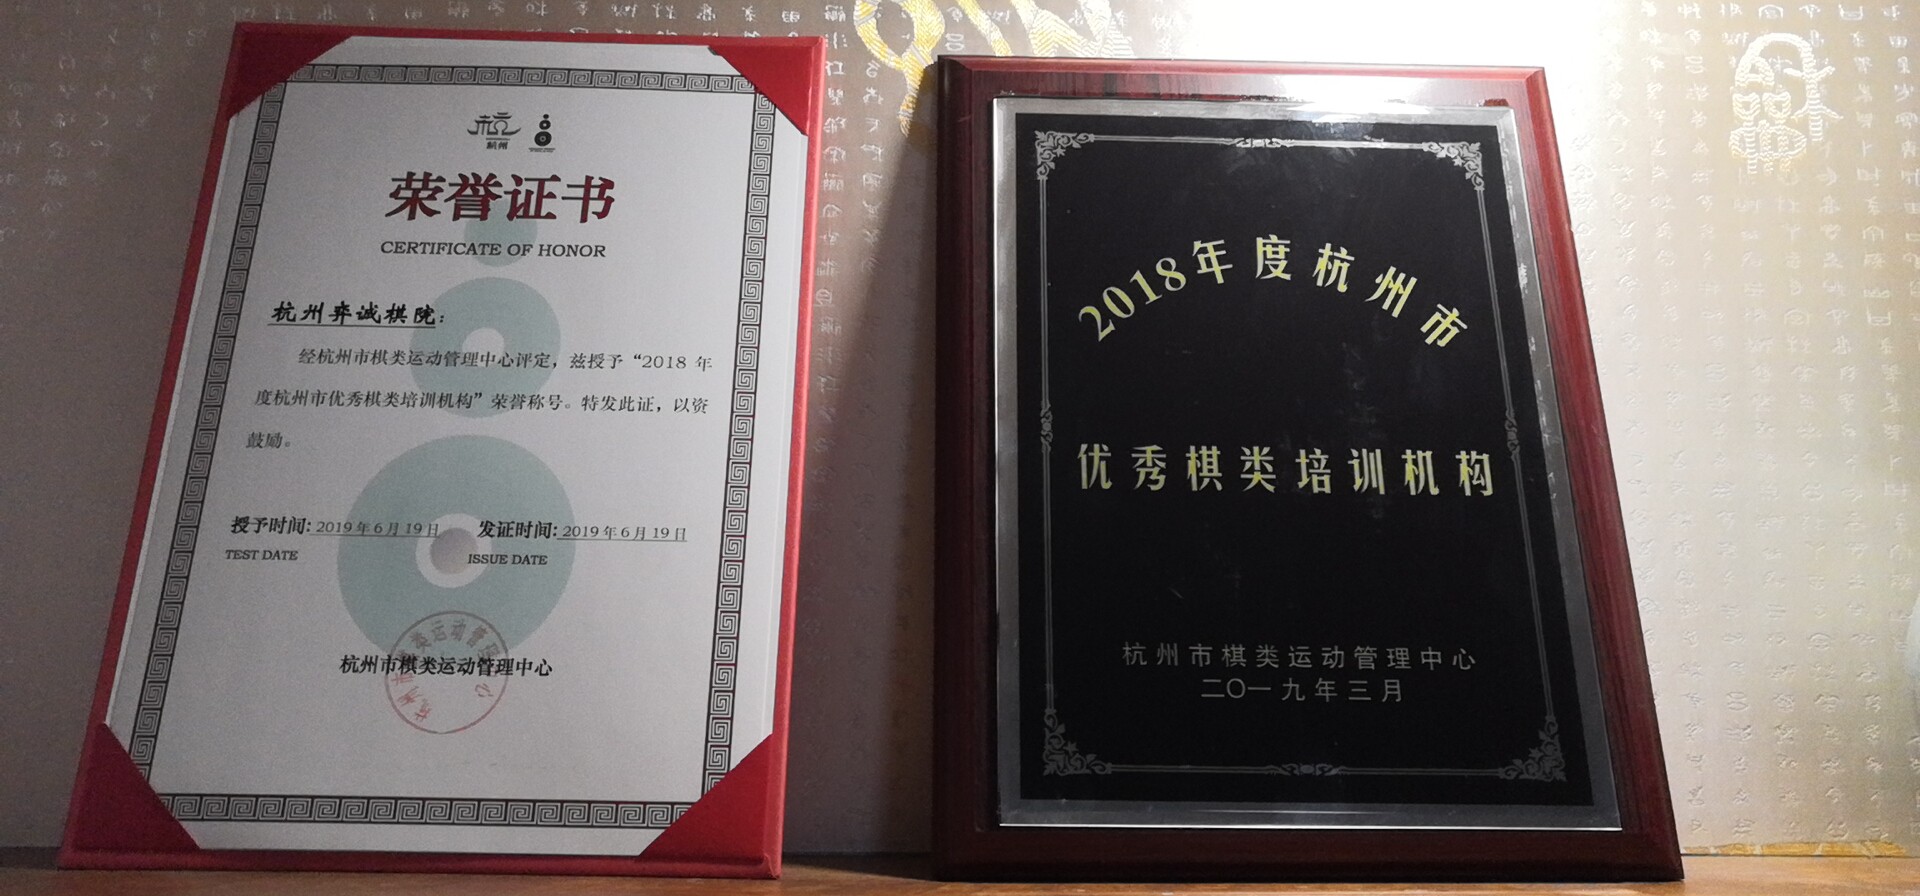 杭州
荣誉证书
CERTIFICATE OF HONOR
杭州弈诚棋院：
经杭州市棋类运动管理中心评定，兹授予“2018 年
度杭州市优秀棋类培训机构”荣誉称号。特发此证，以资
鼓励。
授予时间: 2019年6月19日 发证时间: 2019年6月19日
TEST DATE ISSUE DATE
杭州市棋类运动管理中心
2018年度杭州市
优秀棋类培训机构
杭州市棋类运动管理中心
二〇一九年三月